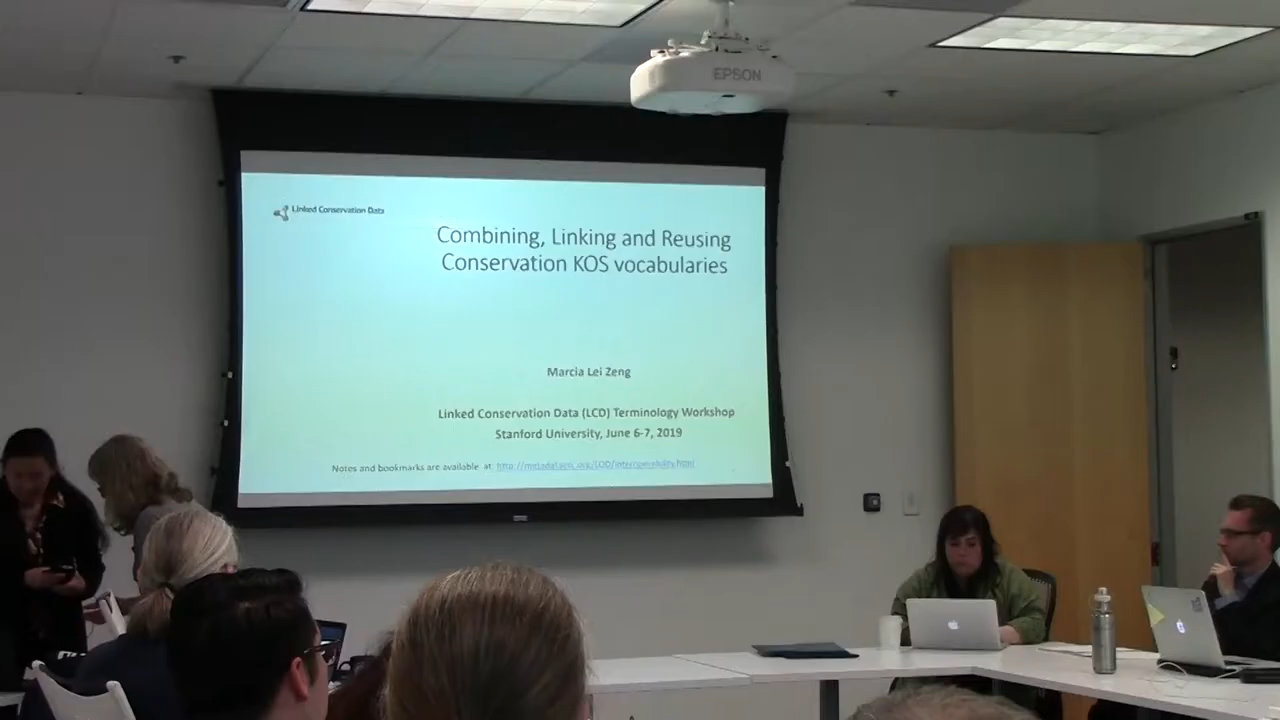 EPSON
Linked Conservation Data
Combining, Linking and Reusing
Conservation KOS vocabularies
Marcia Lei Zeng
Linked Conservation Data (LCD) Terminology Workshop
Stanford University, June 6-7, 2019
Notes and bookmarks are available at